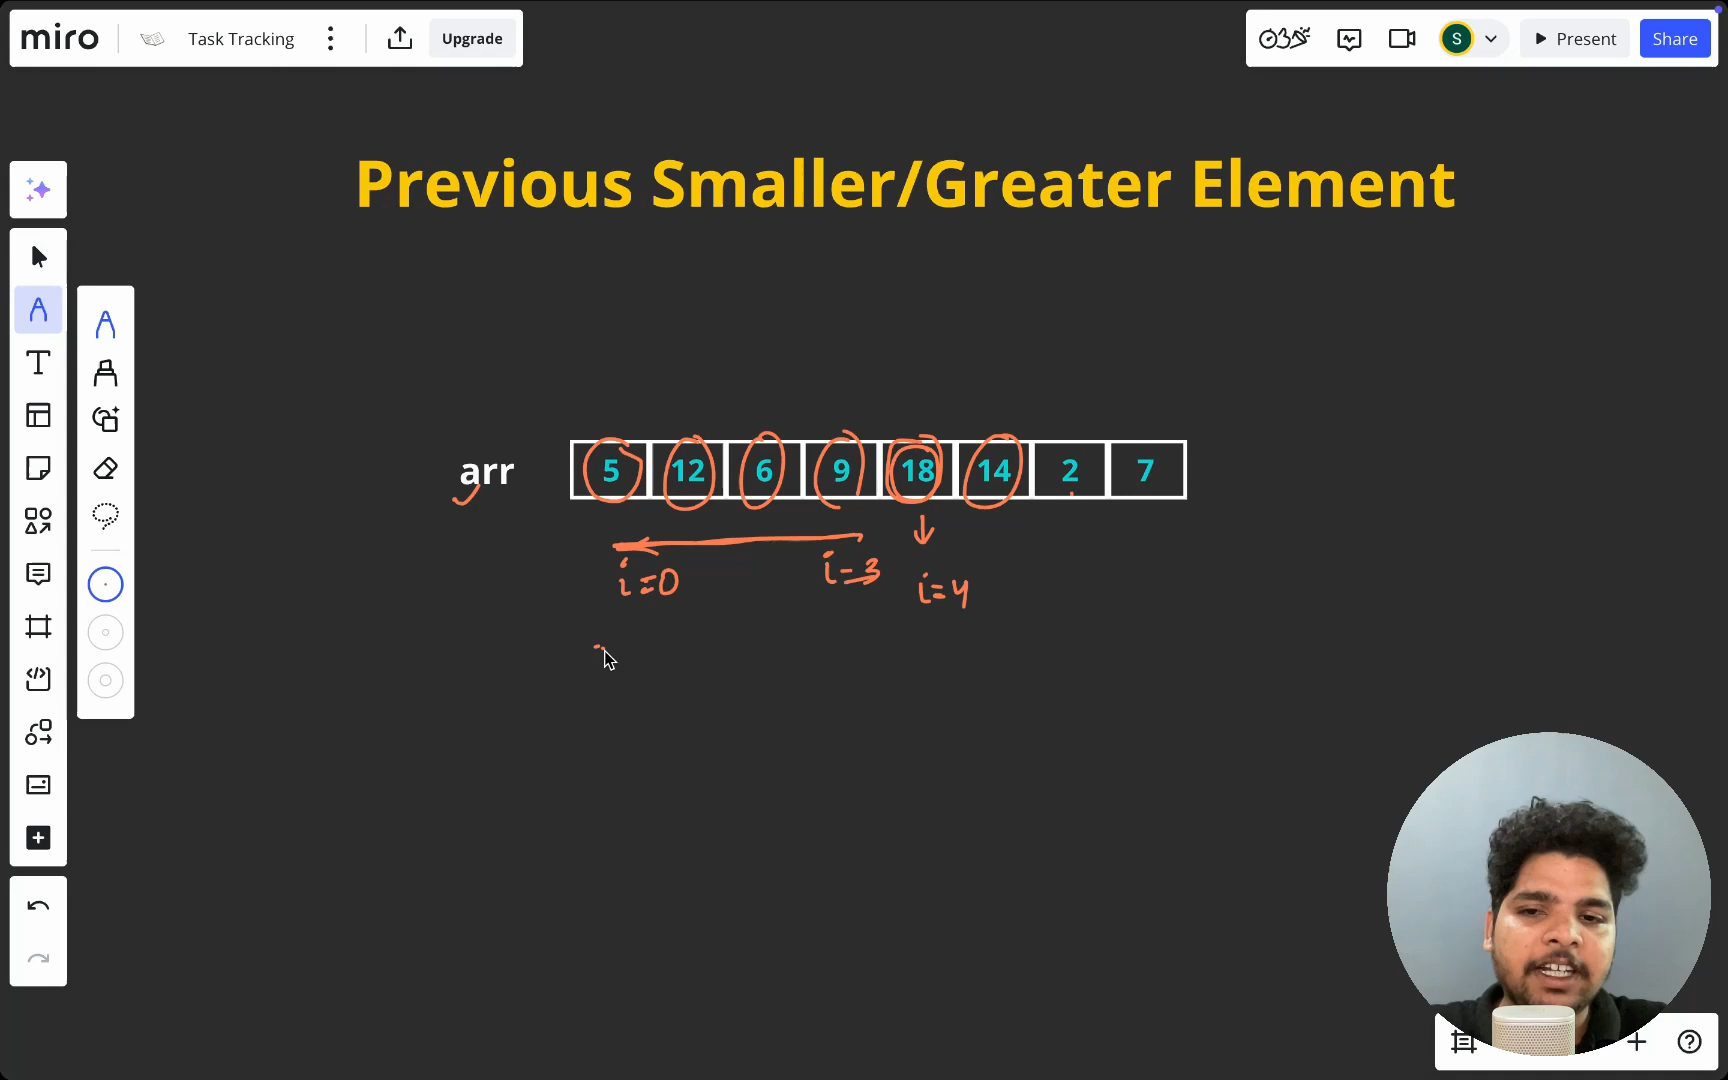 miro
Task Tracking
Upgrade
S
Present
Share
Previous Smaller/Greater Element
arr 5 12 6 9 18 14 2 7
i=0 i=3 i=4